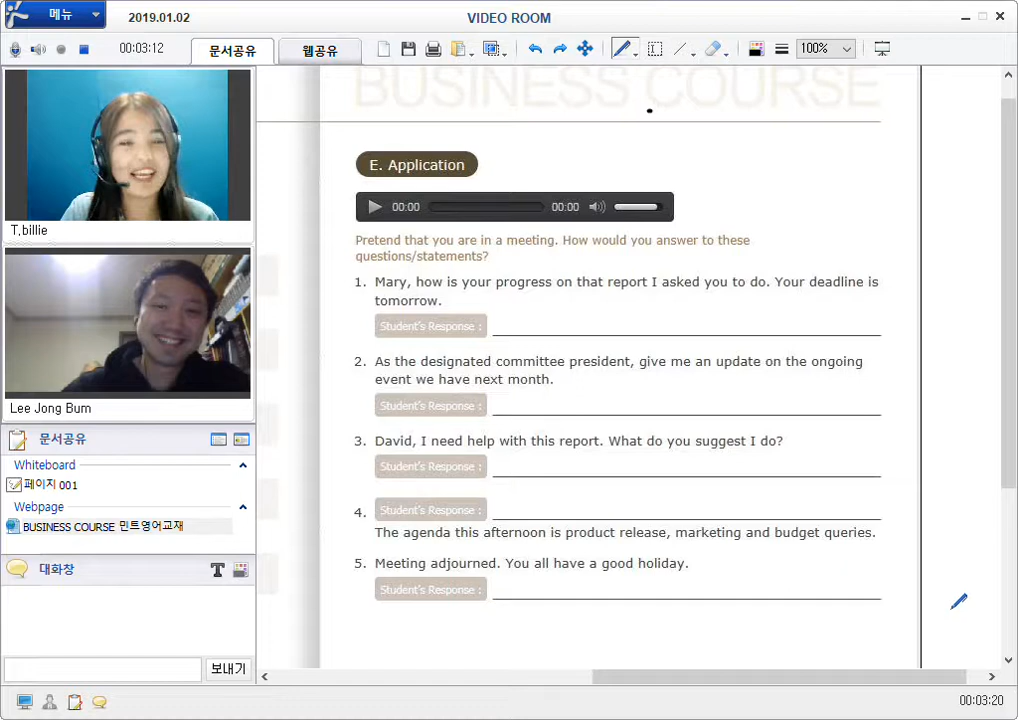 메뉴
2019.01.02
VIDEO ROOM
00:03:12
문서공유
웹공유
100%
T.billie
Lee Jong Bum
문서공유
Whiteboard
페이지 001
Webpage
BUSINESS COURSE 민트영어교재
대화창
T
보내기
BUSINESS COURSE
E. Application
00:00
00:00
Pretend that you are in a meeting. How would you answer to these
questions/statements?
1. Mary, how is your progress on that report I asked you to do. Your deadline is
tomorrow.
Student's Response :
2. As the designated committee president, give me an update on the ongoing
event we have next month.
Student's Response :
3. David, I need help with this report. What do you suggest I do?
Student's Response :
4. Student's Response :
The agenda this afternoon is product release, marketing and budget queries.
5. Meeting adjourned. You all have a good holiday.
Student's Response :
00:03:20